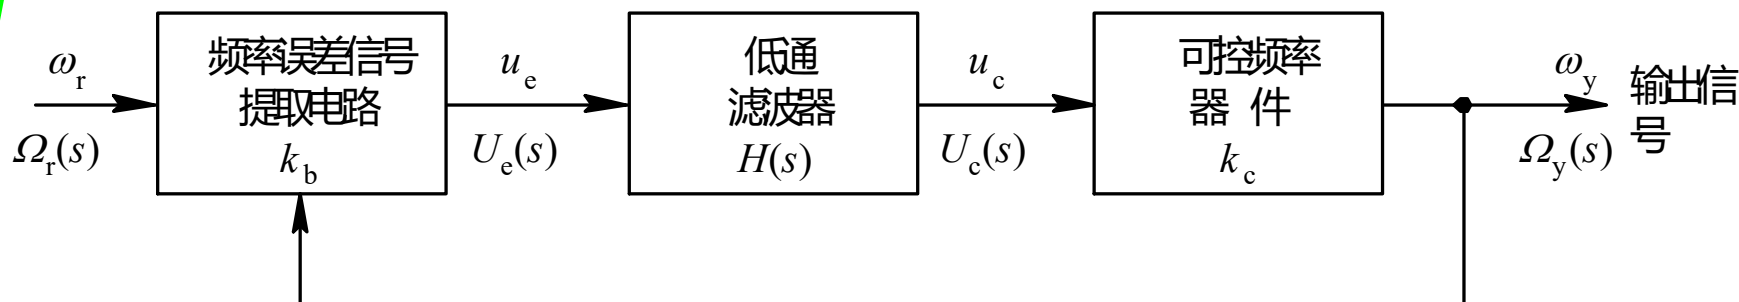 ω_r
Ω_r(s)
频率误差信号
提取电路
k_b
u_e
U_e(s)
低通
滤波器
H(s)
u_c
U_c(s)
可控频率
器 件
k_c
ω_y
Ω_y(s)
输出信
号